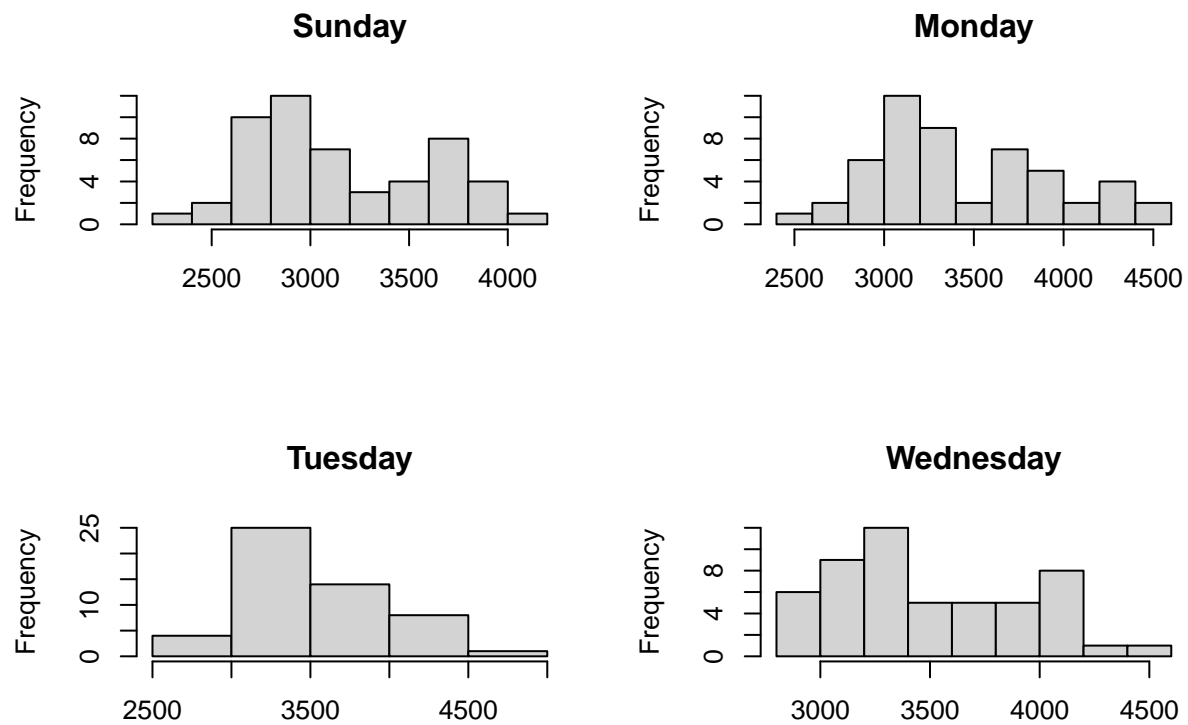 Sunday
Frequency
0 4 8
2500 3000 3500 4000
Monday
Frequency
0 4 8
2500 3000 3500 4000 4500
Tuesday
Frequency
0 10 25
2500 3500 4500
Wednesday
Frequency
0 4 8
3000 3500 4000 4500